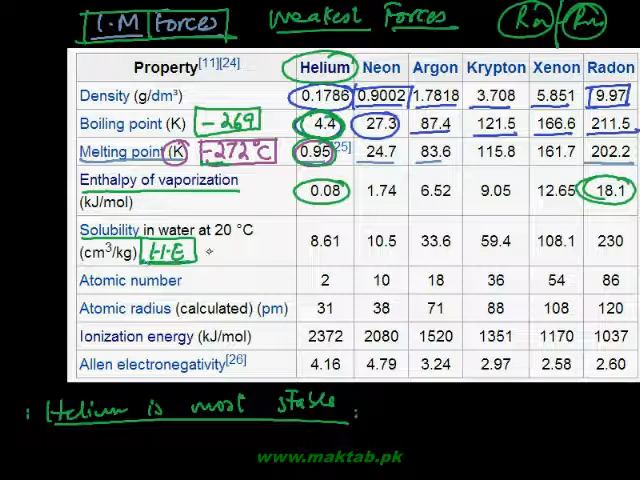 I.M Forces Weakest Forces Rn Rn
Property[11][24] Helium Neon Argon Krypton Xenon Radon
Density (g/dm³) 0.1786 0.9002 1.7818 3.708 5.851 9.97
Boiling point (K) -269 4.4 27.3 87.4 121.5 166.6 211.5
Melting point (K -272°C 0.95[25] 24.7 83.6 115.8 161.7 202.2
Enthalpy of vaporization
(kJ/mol) 0.08 1.74 6.52 9.05 12.65 18.1
Solubility in water at 20 °C
(cm³/kg) H.E 8.61 10.5 33.6 59.4 108.1 230
Atomic number 2 10 18 36 54 86
Atomic radius (calculated) (pm) 31 38 71 88 108 120
Ionization energy (kJ/mol) 2372 2080 1520 1351 1170 1037
Allen electronegativity[26] 4.16 4.79 3.24 2.97 2.58 2.60
Helium is most stable
www.maktab.pk